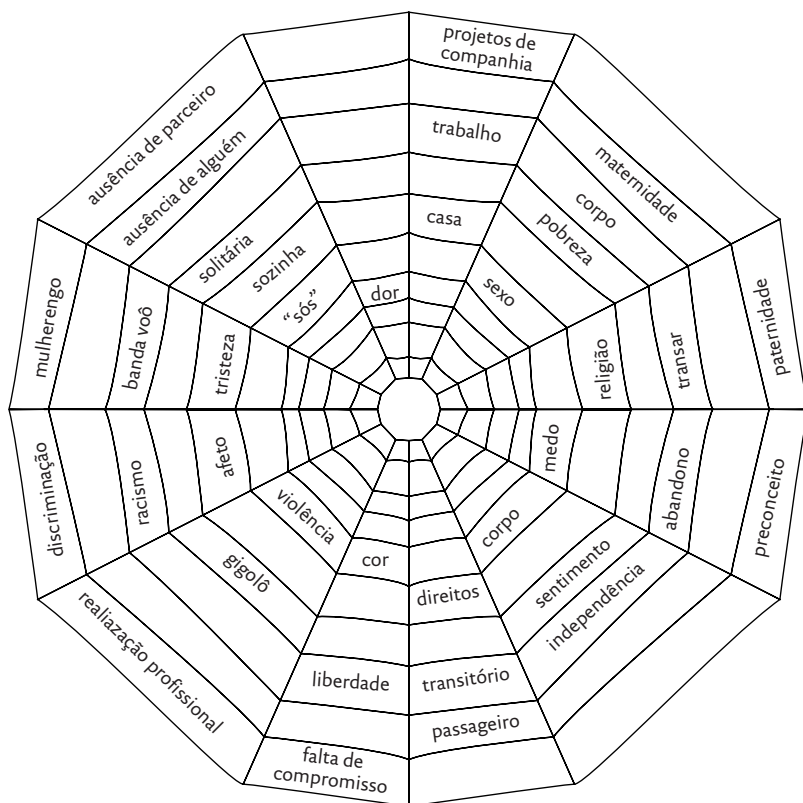 projetos de
companhia
trabalho
casa
dor
maternidade
corpo
pobreza
sexo
paternidade
transar
religião
medo
abandono
preconceito
corpo
sentimento
independência
direitos
transitório
passageiro
cor
liberdade
falta de
compromisso
violência
gigolô
realiazação profissional
afeto
racismo
discriminação
tristeza
banda voô
mulherengo
ausência de parceiro
ausência de alguém
solitária
sozinha
“sós”